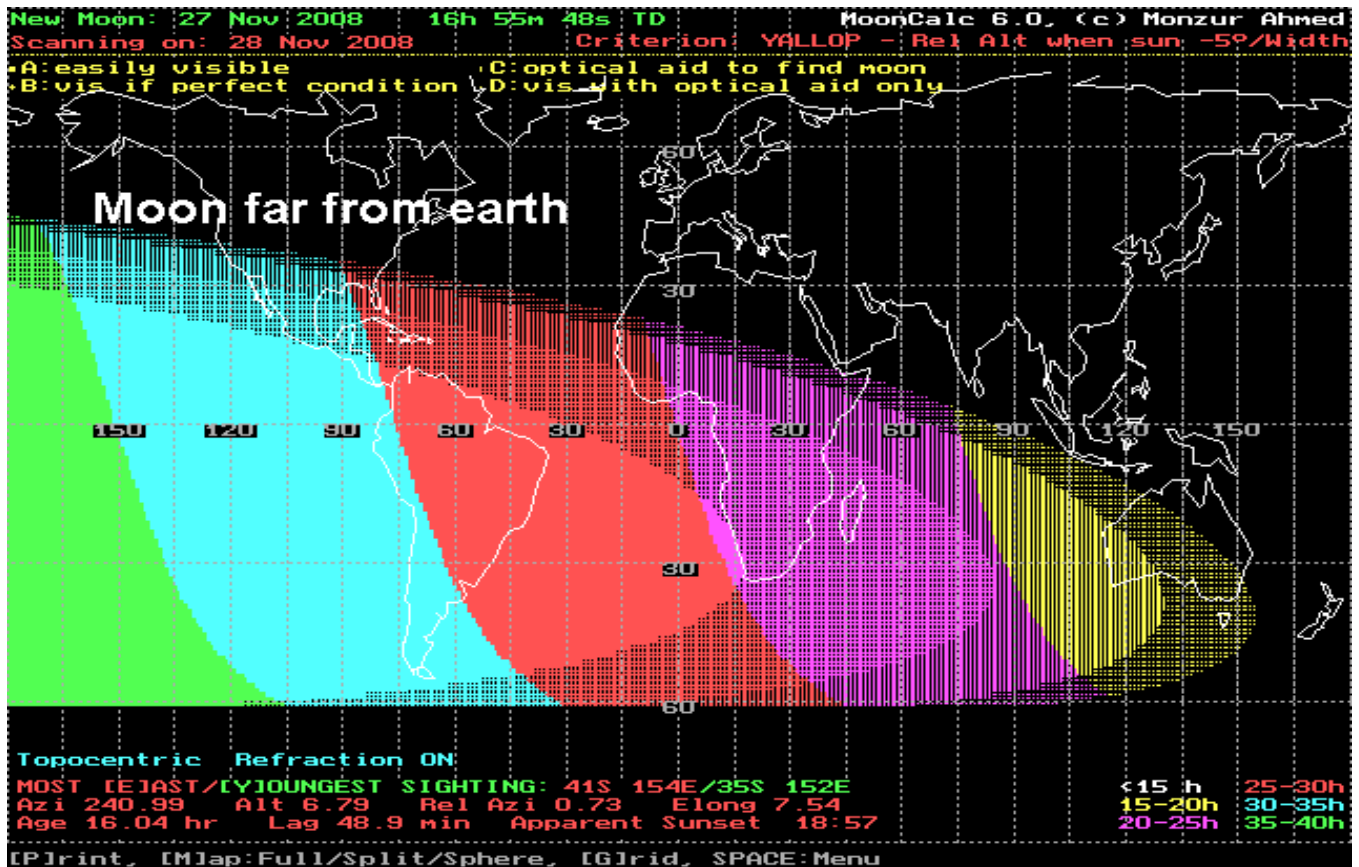 New Moon: 27 Nov 2008 16h 55m 48s TD MoonCalc 6.0, (c) Monzur Ahmed
Scanning on: 28 Nov 2008 Criterion: YALLOP - Rel Alt when sun -5º/Width
A:easily visible C:optical aid to find moon
B:vis if perfect condition D:vis with optical aid only
60
Moon far from earth
30
150 120 90 60 30 0 30 60 90 120 150
30
60
Topocentric Refraction ON
MOST [E]AST/[Y]OUNGEST SIGHTING: 41S 154E/35S 152E <15 h 25-30h
Azi 240.99 Alt 6.79 Rel Azi 0.73 Elong 7.54 15-20h 30-35h
Age 16.04 hr Lag 48.9 min Apparent Sunset 18:57 20-25h 35-40h
[P]rint, [M]ap:Full/Split/Sphere, [G]rid, SPACE:Menu